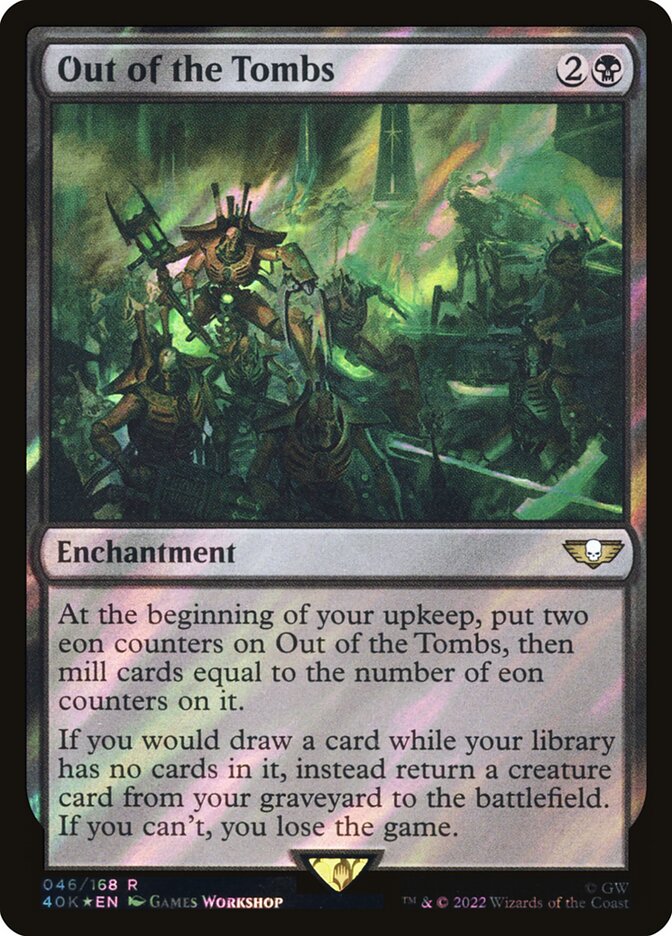 Out of the Tombs 2
Enchantment
At the beginning of your upkeep, put two
eon counters on Out of the Tombs, then
mill cards equal to the number of eon
counters on it.
If you would draw a card while your library
has no cards in it, instead return a creature
card from your graveyard to the battlefield.
If you can't, you lose the game.
046/168 R
© GW
40K★EN Games Workshop
™ & © 2022 Wizards of the Coast